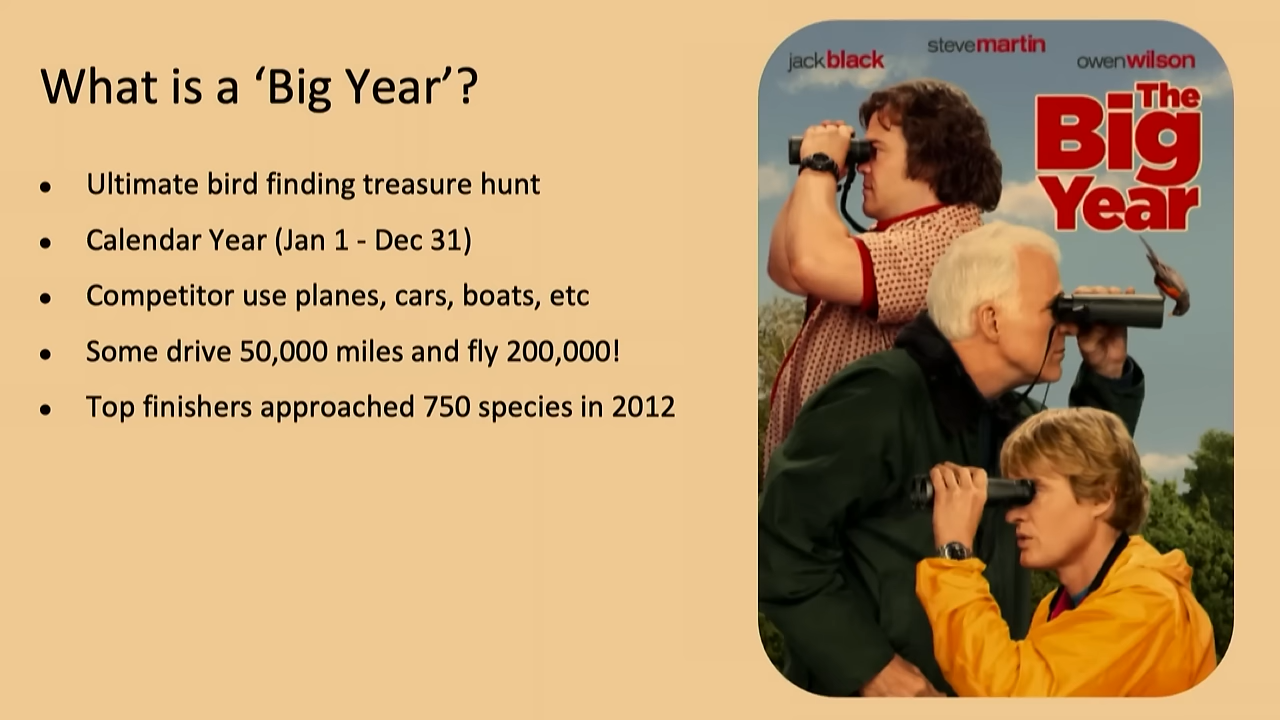 What is a ‘Big Year’?
• Ultimate bird finding treasure hunt
• Calendar Year (Jan 1 - Dec 31)
• Competitor use planes, cars, boats, etc
• Some drive 50,000 miles and fly 200,000!
• Top finishers approached 750 species in 2012
jackblack
stevemartin
owenwilson
The
Big
Year